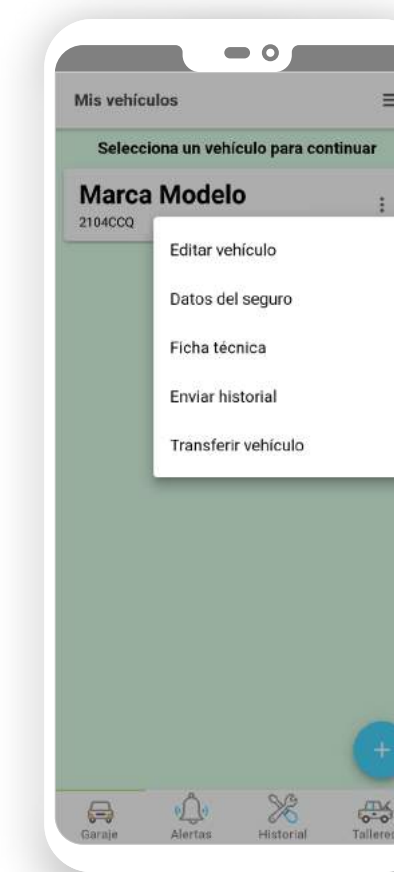 Mis vehículos
Selecciona un vehículo para continuar
Marca Modelo
2104CCQ
Editar vehículo
Datos del seguro
Ficha técnica
Enviar historial
Transferir vehículo
Garaje Alertas Historial Talleres